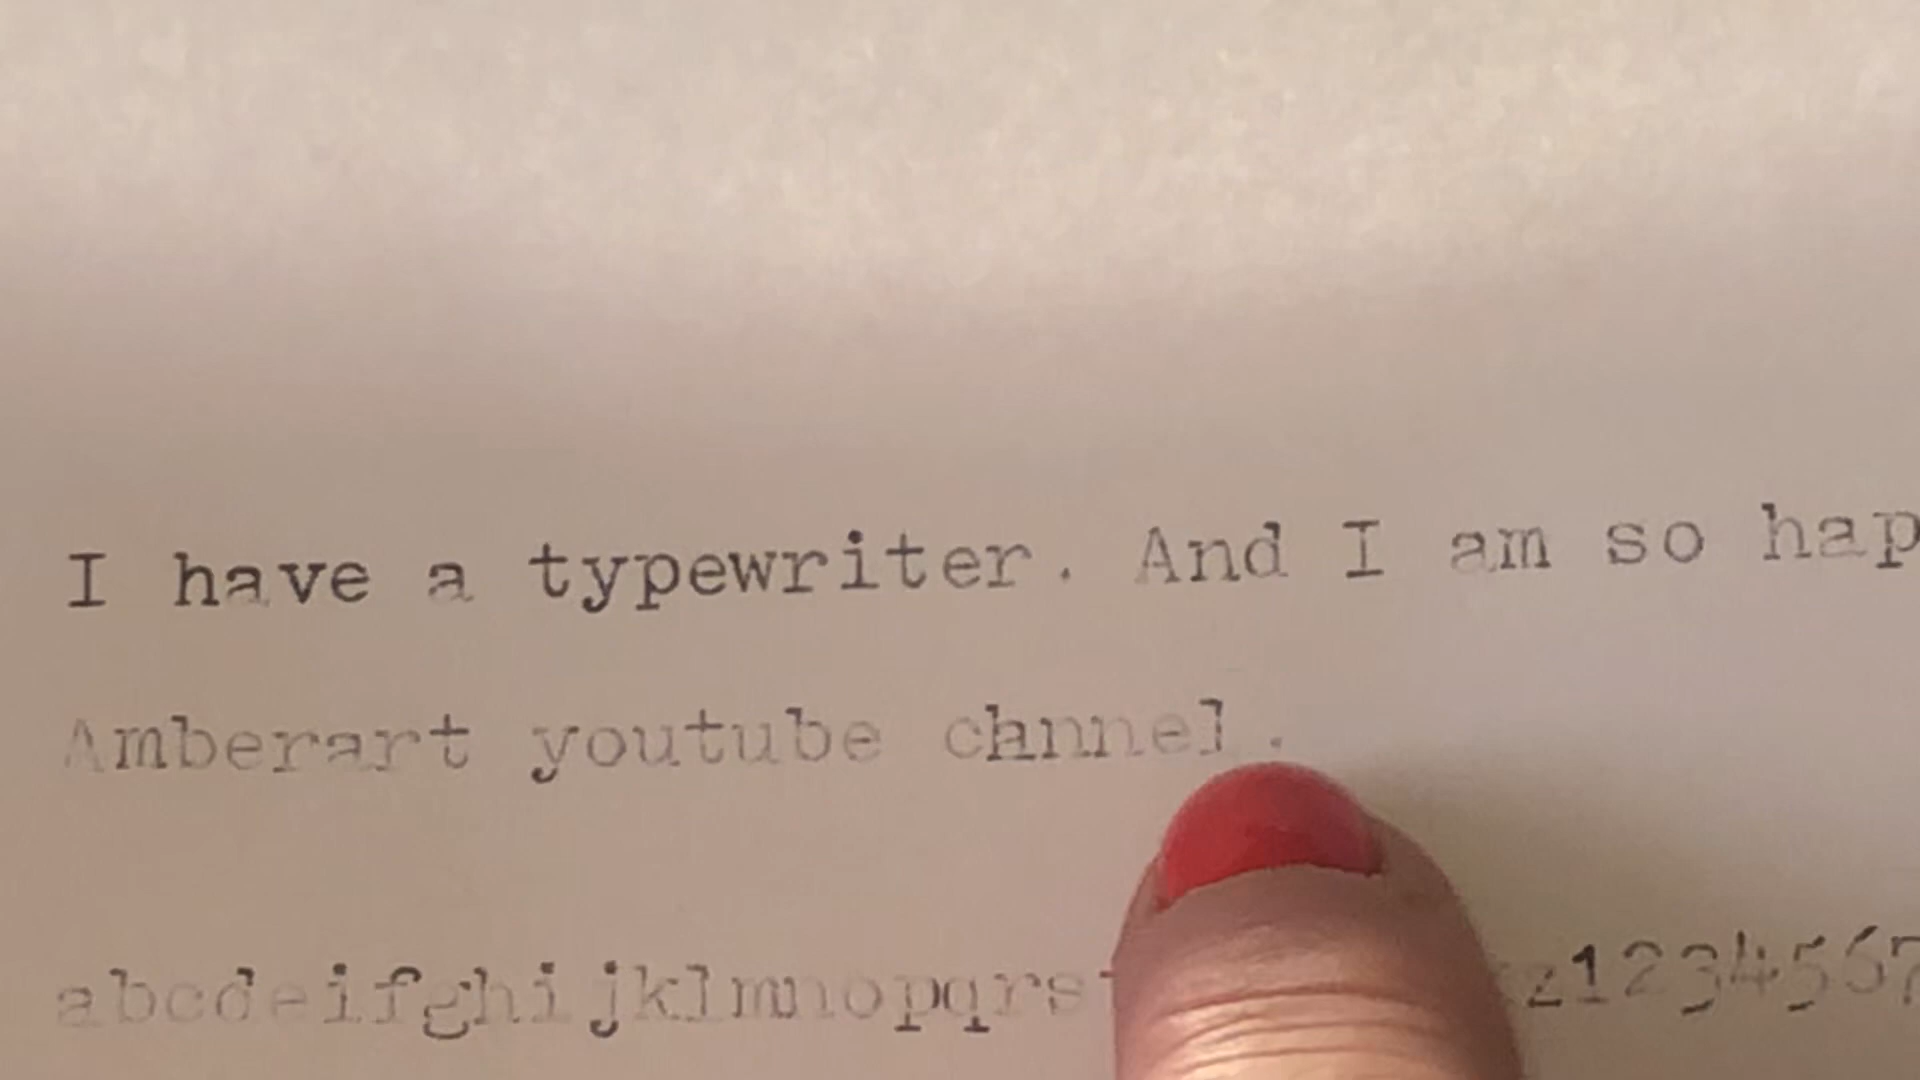 I have a typewriter. And I am so hap
Amberart youtube chnnel.
abcdeifghijklmnopqrs z1234567